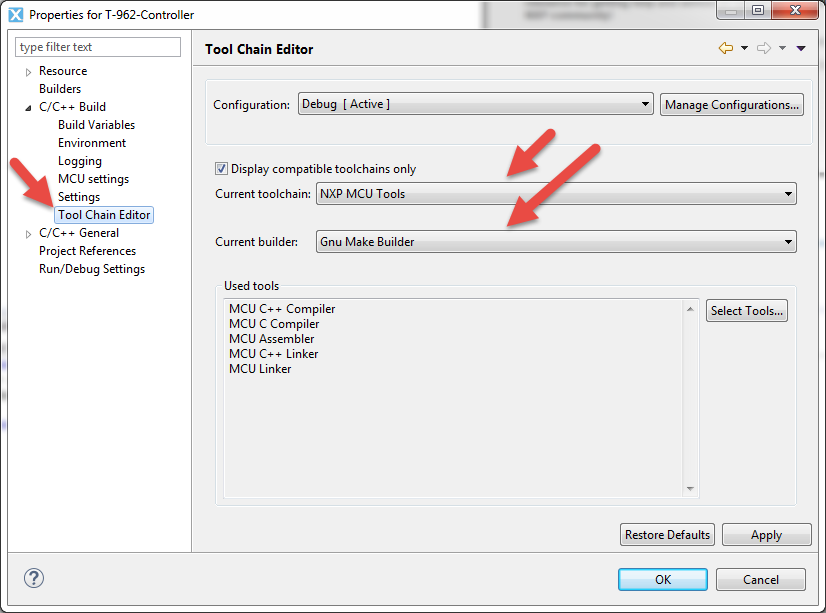 Properties for T-962-Controller
type filter text
Resource
Builders
C/C++ Build
Build Variables
Environment
Logging
MCU settings
Settings
Tool Chain Editor
C/C++ General
Project References
Run/Debug Settings
Tool Chain Editor
Configuration: Debug [ Active ] Manage Configurations...
Display compatible toolchains only
Current toolchain: NXP MCU Tools
Current builder: Gnu Make Builder
Used tools
MCU C++ Compiler
MCU C Compiler
MCU Assembler
MCU C++ Linker
MCU Linker
Select Tools...
Restore Defaults Apply
? OK Cancel